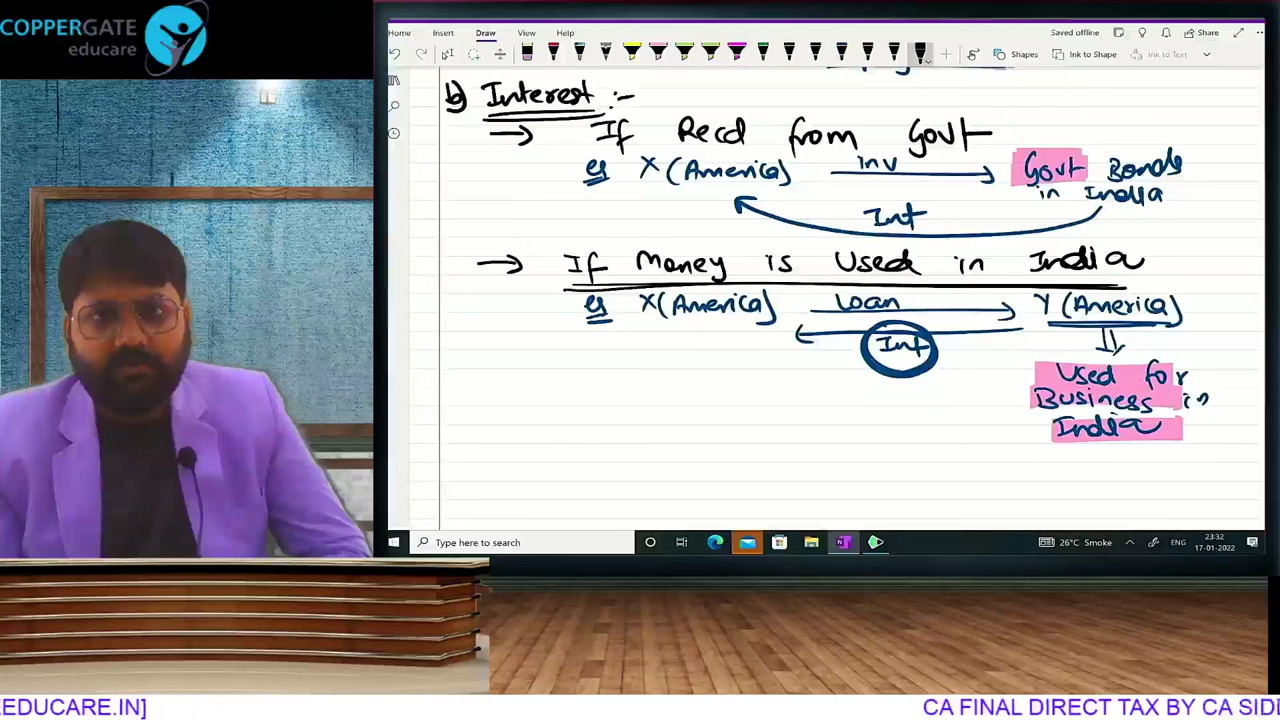 COPPERGATE
educare
Home Insert Draw View Help
Saved offline
Share
Shapes
Ink to Shape
Ink to Text
b) Interest :-
→ If Recd from Govt
eg X (America) inv → Govt Bonds
in India
Int
→ If Money is Used in India
eg X (America) Loan → Y (America)
Int
Used for
Business in
India
Type here to search
26°C Smoke
ENG
23:32
17-01-2022
EDUCARE.IN]
CA FINAL DIRECT TAX BY CA SID